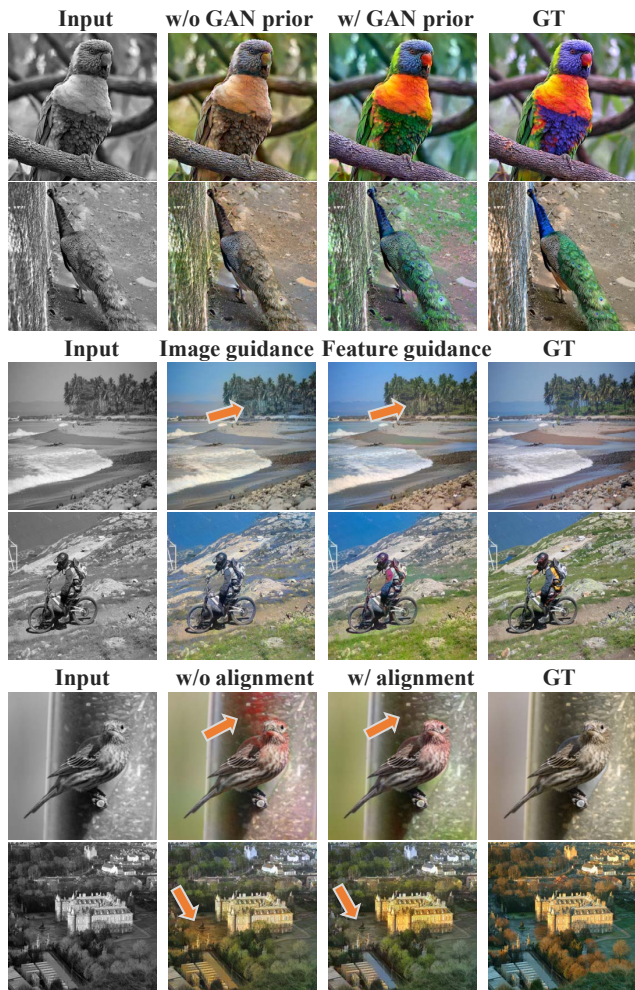 Input w/o GAN prior w/ GAN prior GT
Input Image guidance Feature guidance GT
Input w/o alignment w/ alignment GT